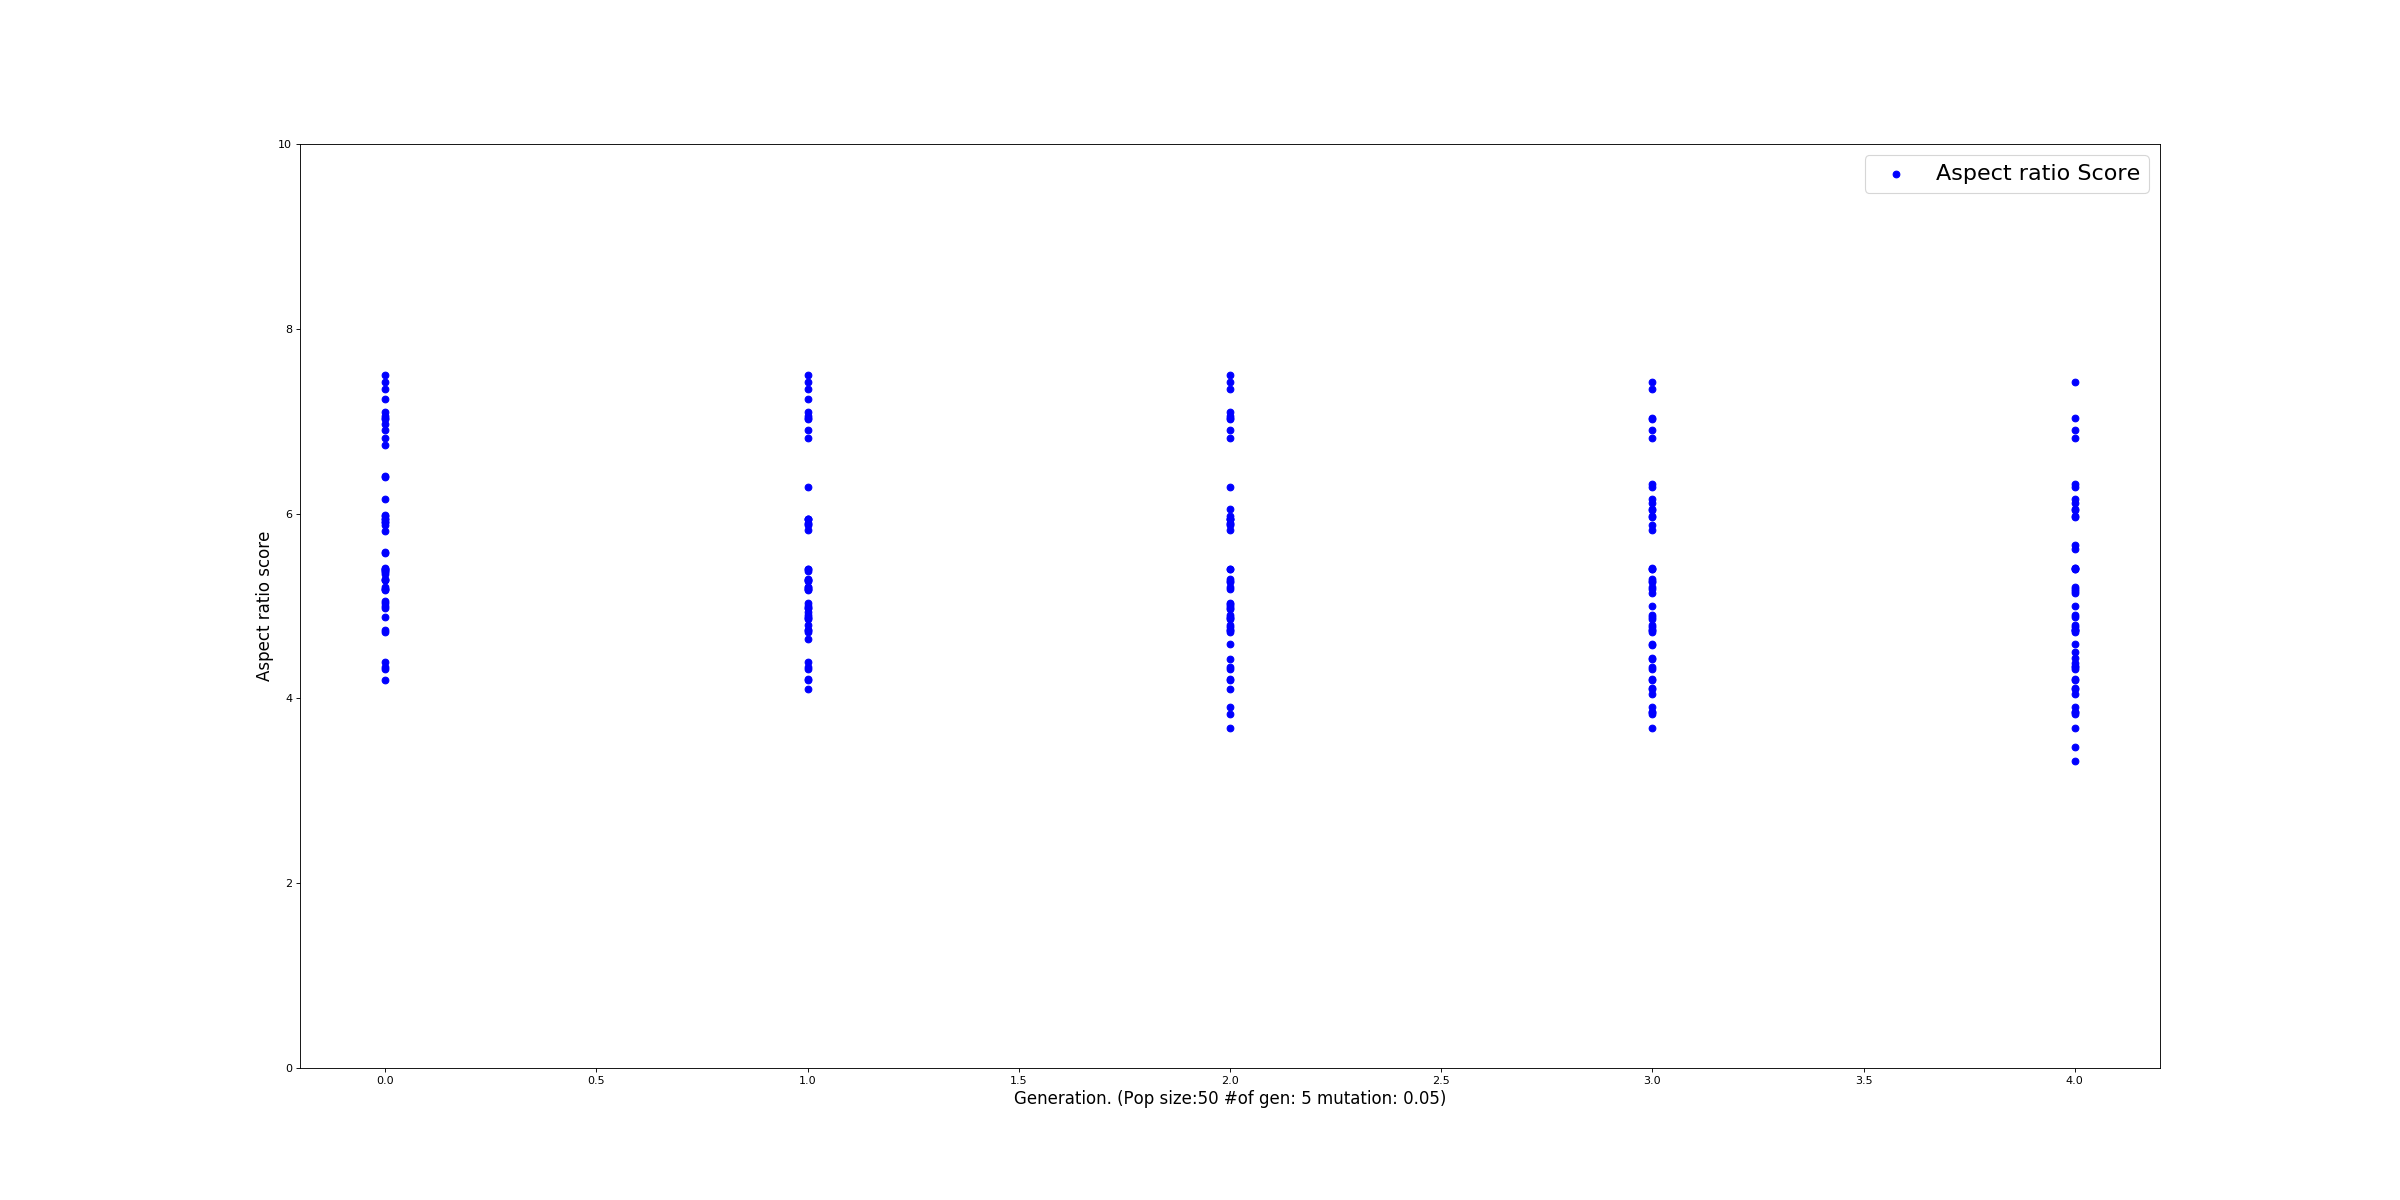 Aspect ratio Score
10
8
6
4
2
0
Aspect ratio score
0.0 0.5 1.0 1.5 2.0 2.5 3.0 3.5 4.0
Generation. (Pop size:50 #of gen: 5 mutation: 0.05)